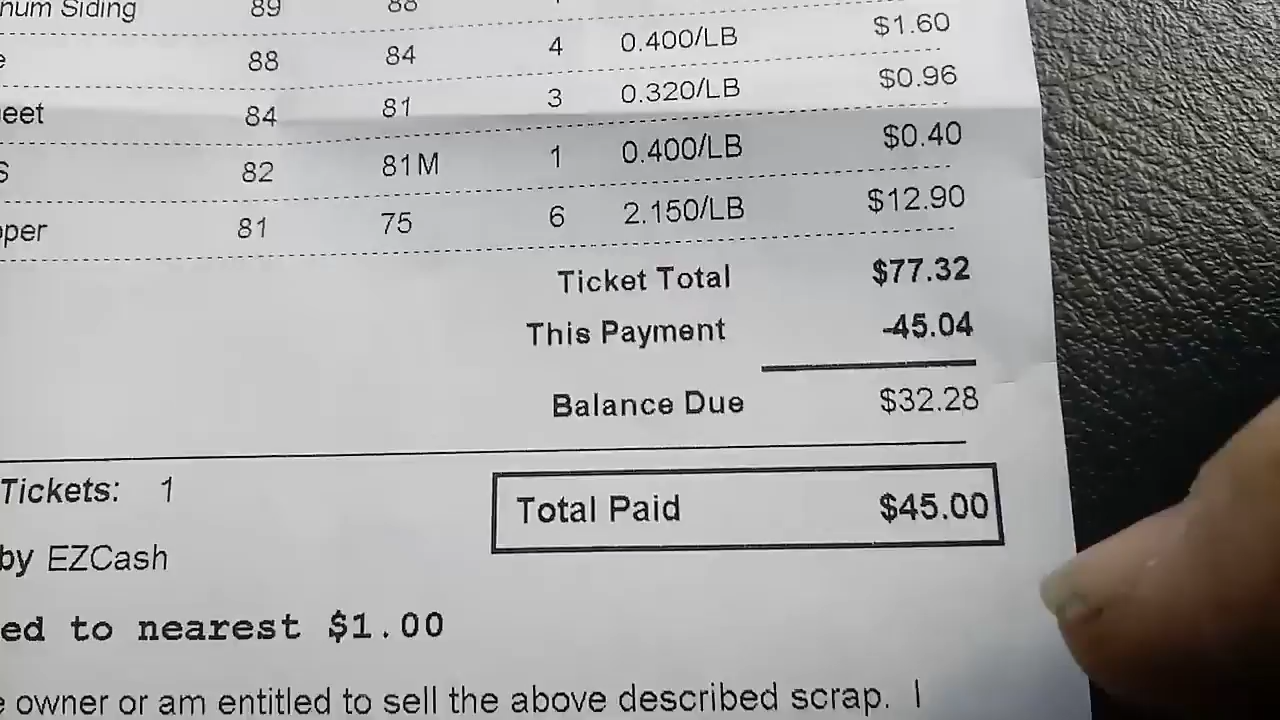 num Siding 89 88
e 88 84 4 0.400/LB $1.60
eet 84 81 3 0.320/LB $0.96
S 82 81M 1 0.400/LB $0.40
pper 81 75 6 2.150/LB $12.90
Ticket Total $77.32
This Payment -45.04
Balance Due $32.28
Tickets: 1
Total Paid $45.00
by EZCash
ed to nearest $1.00
e owner or am entitled to sell the above described scrap. I